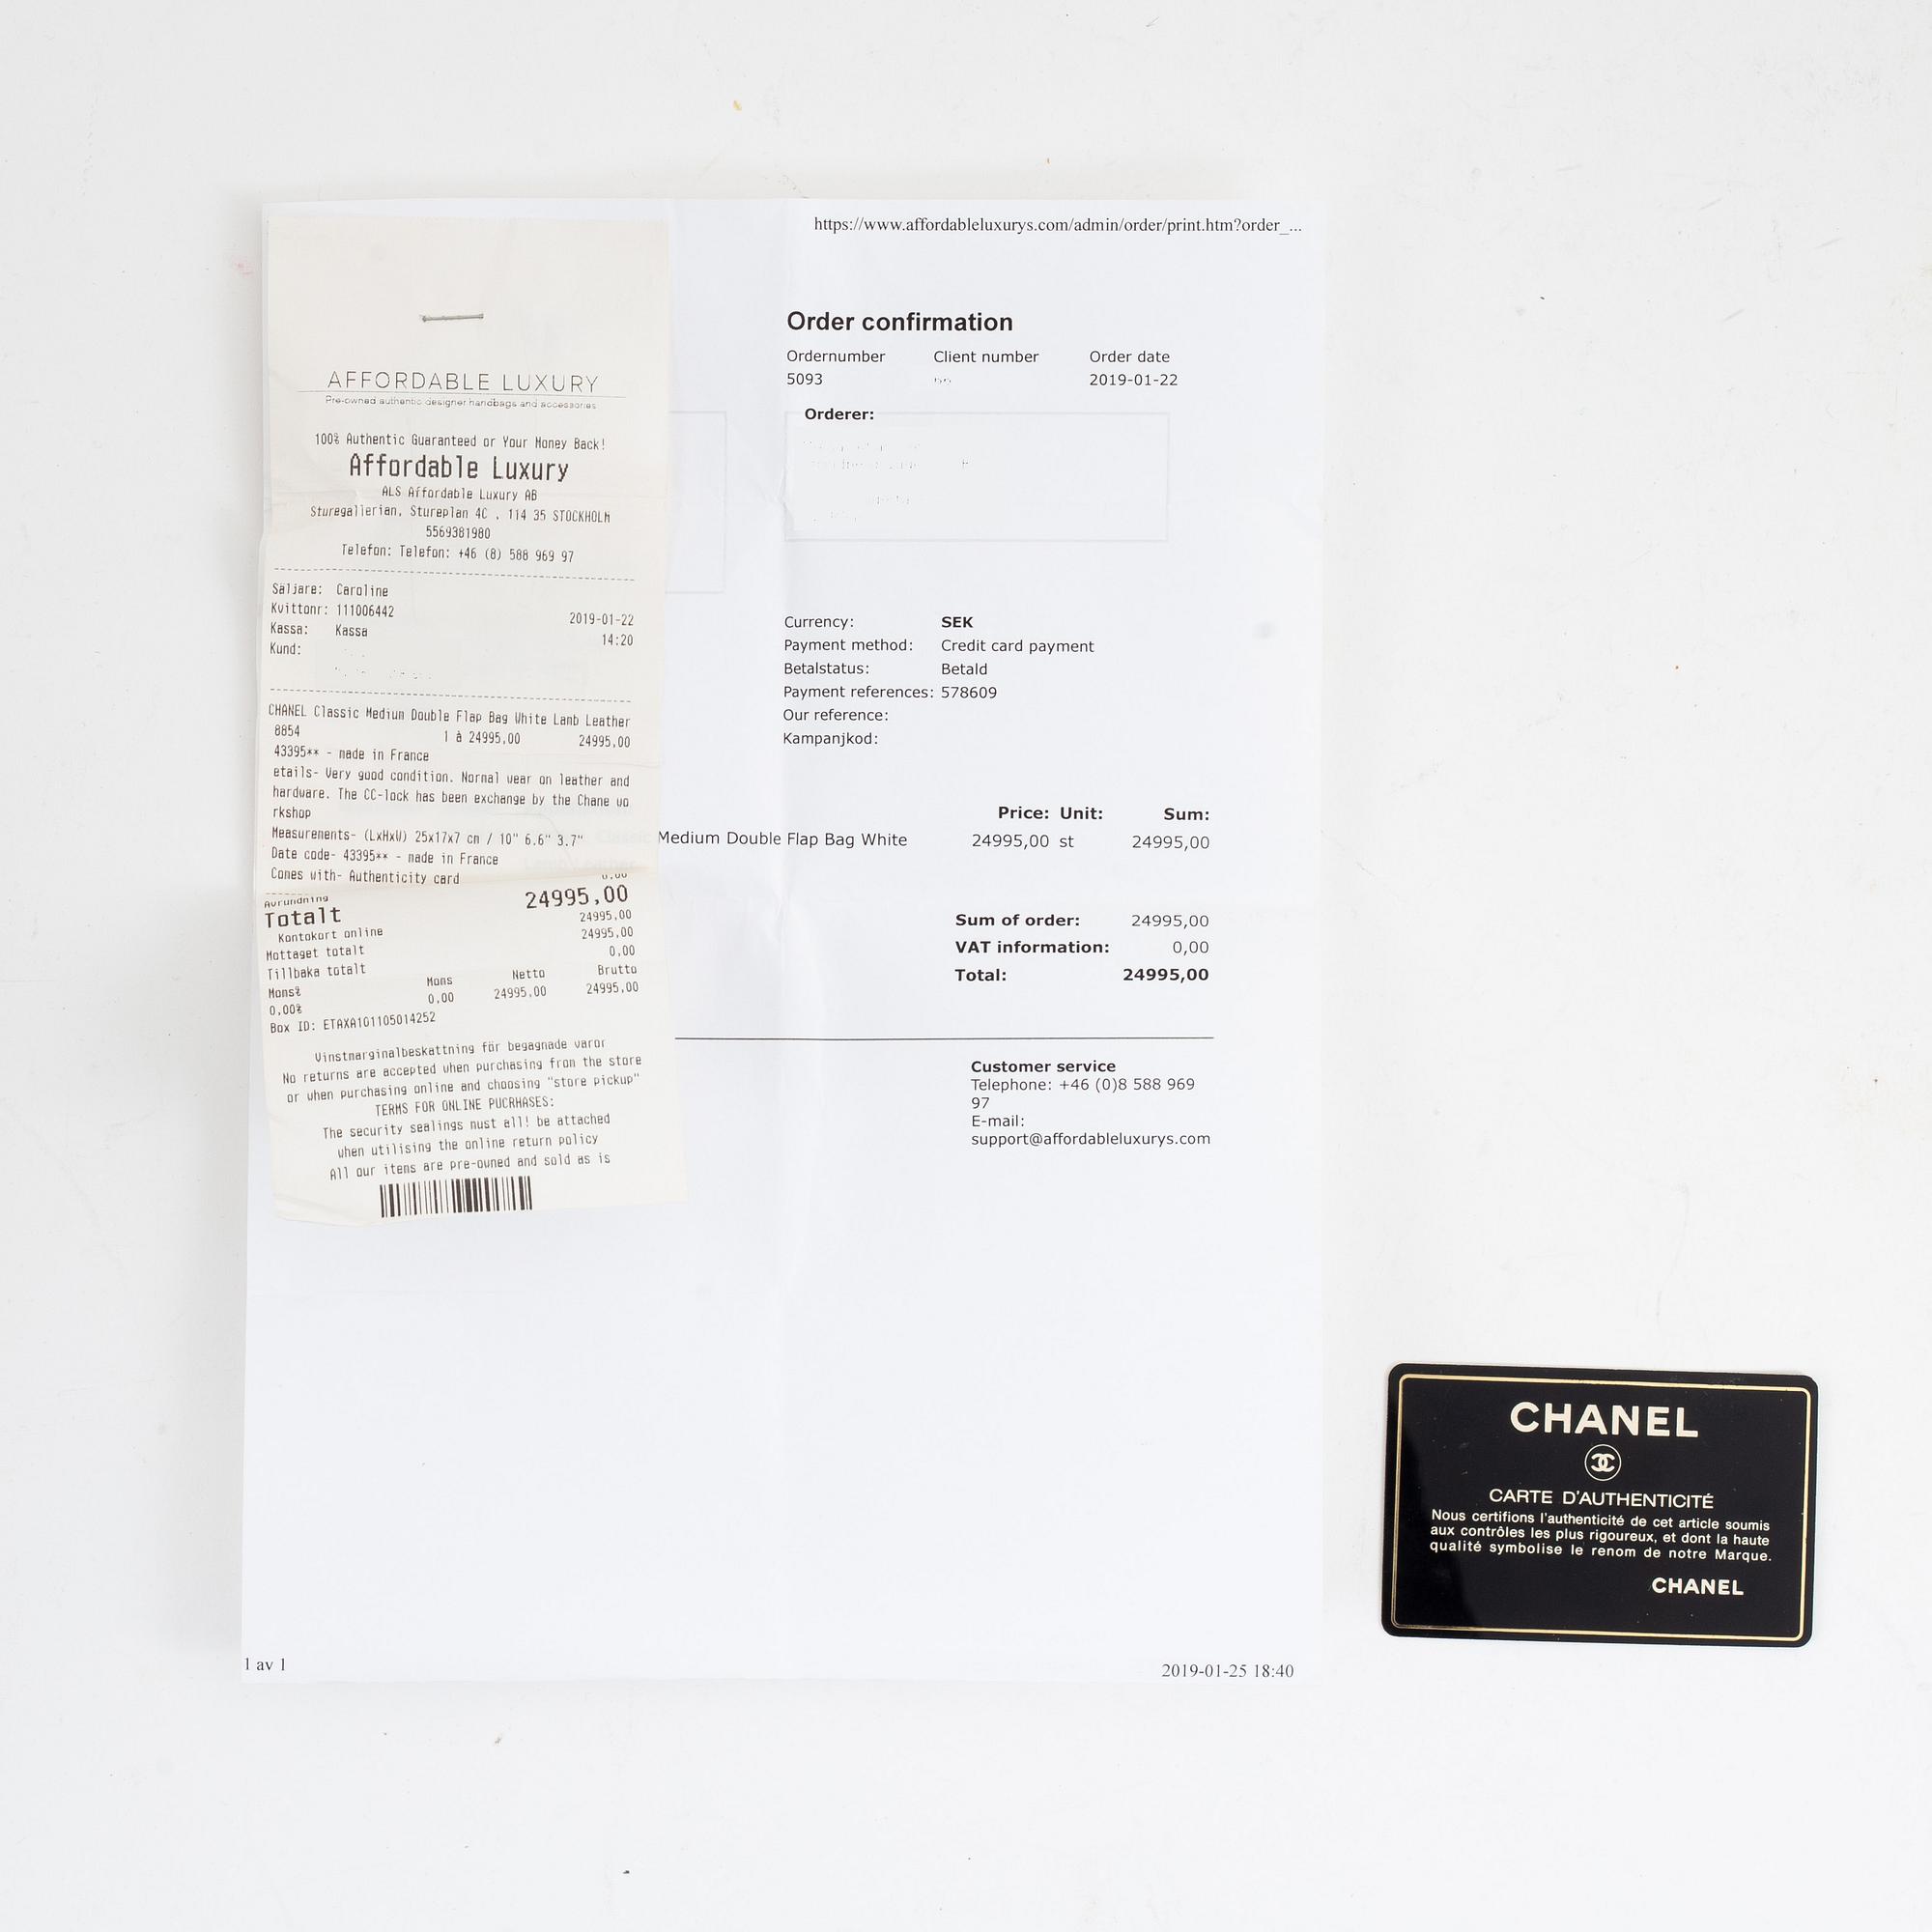 AFFORDABLE LUXURY
Pre-owned authentic designer handbags and accessories
100% Authentic Guaranteed or Your Money Back!
Affordable Luxury
ALS Affordable Luxury AB
Sturegallerian, Stureplan 4C , 114 35 STOCKHOLM
5569381980
Telefon: Telefon: +46 (8) 588 969 97
Säljare: Caroline
Kvittonr: 111006442 2019-01-22
Kassa: Kassa 14:20
Kund:
CHANEL Classic Medium Double Flap Bag White Lamb Leather
8854 1 à 24995,00 24995,00
43395** - made in France
etails- Very good condition. Normal wear on leather and
hardware. The CC-lock has been exchange by the Chane wo
rkshop
Measurements- (LxHxW) 25x17x7 cm / 10" 6.6" 3.7"
Date code- 43395** - made in France
Comes with- Authenticity card
Avrundning 0,00
Totalt 24995,00
Kontokort online 24995,00
Mottaget totalt 24995,00
Tillbaka totalt 0,00
Moms% Moms Netto Brutto
0,00% 0,00 24995,00 24995,00
Box ID: ETAXA101105014252
Vinstmarginalbeskattning för begagnade varor
No returns are accepted when purchasing from the store
or when purchasing online and choosing "store pickup"
TERMS FOR ONLINE PUCRHASES:
The security sealings must all! be attached
when utilising the online return policy
All our items are pre-owned and sold as is
https://www.affordableluxurys.com/admin/order/print.htm?order_...
Order confirmation
Ordernumber Client number Order date
5093 2019-01-22
Orderer:
Currency: SEK
Payment method: Credit card payment
Betalstatus: Betald
Payment references: 578609
Our reference:
Kampanjkod:
Price: Unit: Sum:
Medium Double Flap Bag White 24995,00 st 24995,00
Sum of order: 24995,00
VAT information: 0,00
Total: 24995,00
Customer service
Telephone: +46 (0)8 588 969
97
E-mail:
support@affordableluxurys.com
1 av 1 2019-01-25 18:40
CHANEL
CARTE D'AUTHENTICITÉ
Nous certifions l'authenticité de cet article soumis
aux contrôles les plus rigoureux, et dont la haute
qualité symbolise le renom de notre Marque.
CHANEL